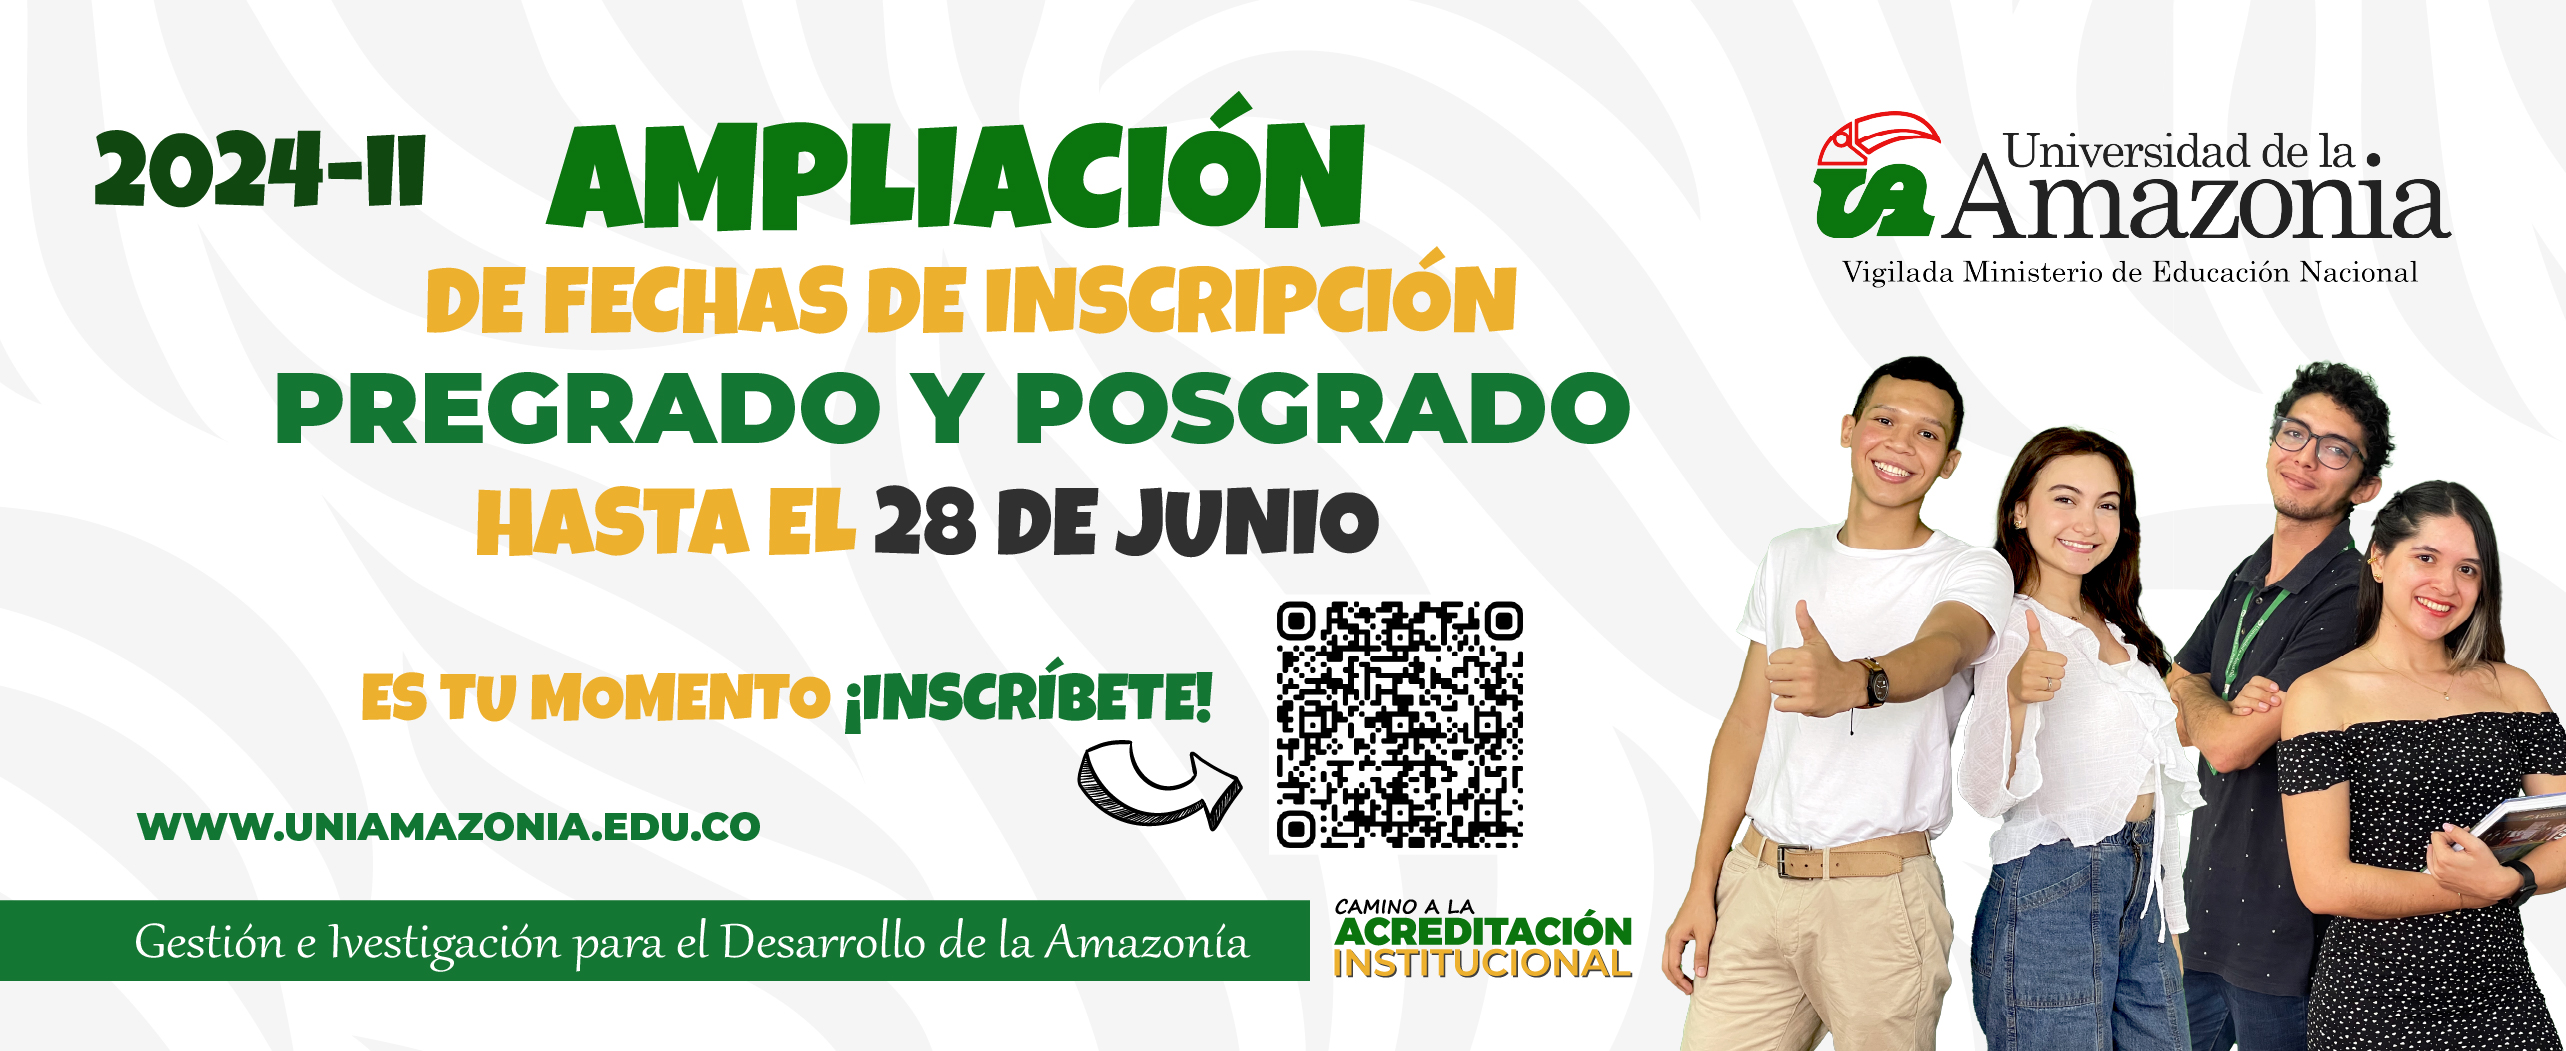 2024-II
AMPLIACIÓN
DE FECHAS DE INSCRIPCIÓN
PREGRADO Y POSGRADO
HASTA EL 28 DE JUNIO
ES TU MOMENTO ¡INSCRÍBETE!
WWW.UNIAMAZONIA.EDU.CO
Gestión e Ivestigación para el Desarrollo de la Amazonía
CAMINO A LA
ACREDITACIÓN
INSTITUCIONAL
Universidad de la
Amazonia
Vigilada Ministerio de Educación Nacional